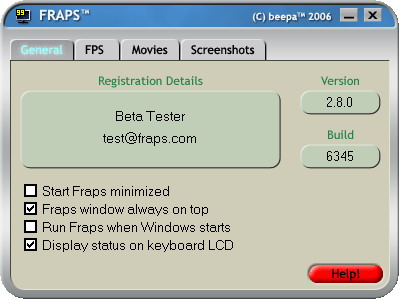 99
FRAPS™
(C) beepa™ 2006
General
FPS
Movies
Screenshots
Registration Details
Beta Tester
test@fraps.com
Version
2.8.0
Build
6345
Start Fraps minimized
Fraps window always on top
Run Fraps when Windows starts
Display status on keyboard LCD
Help!